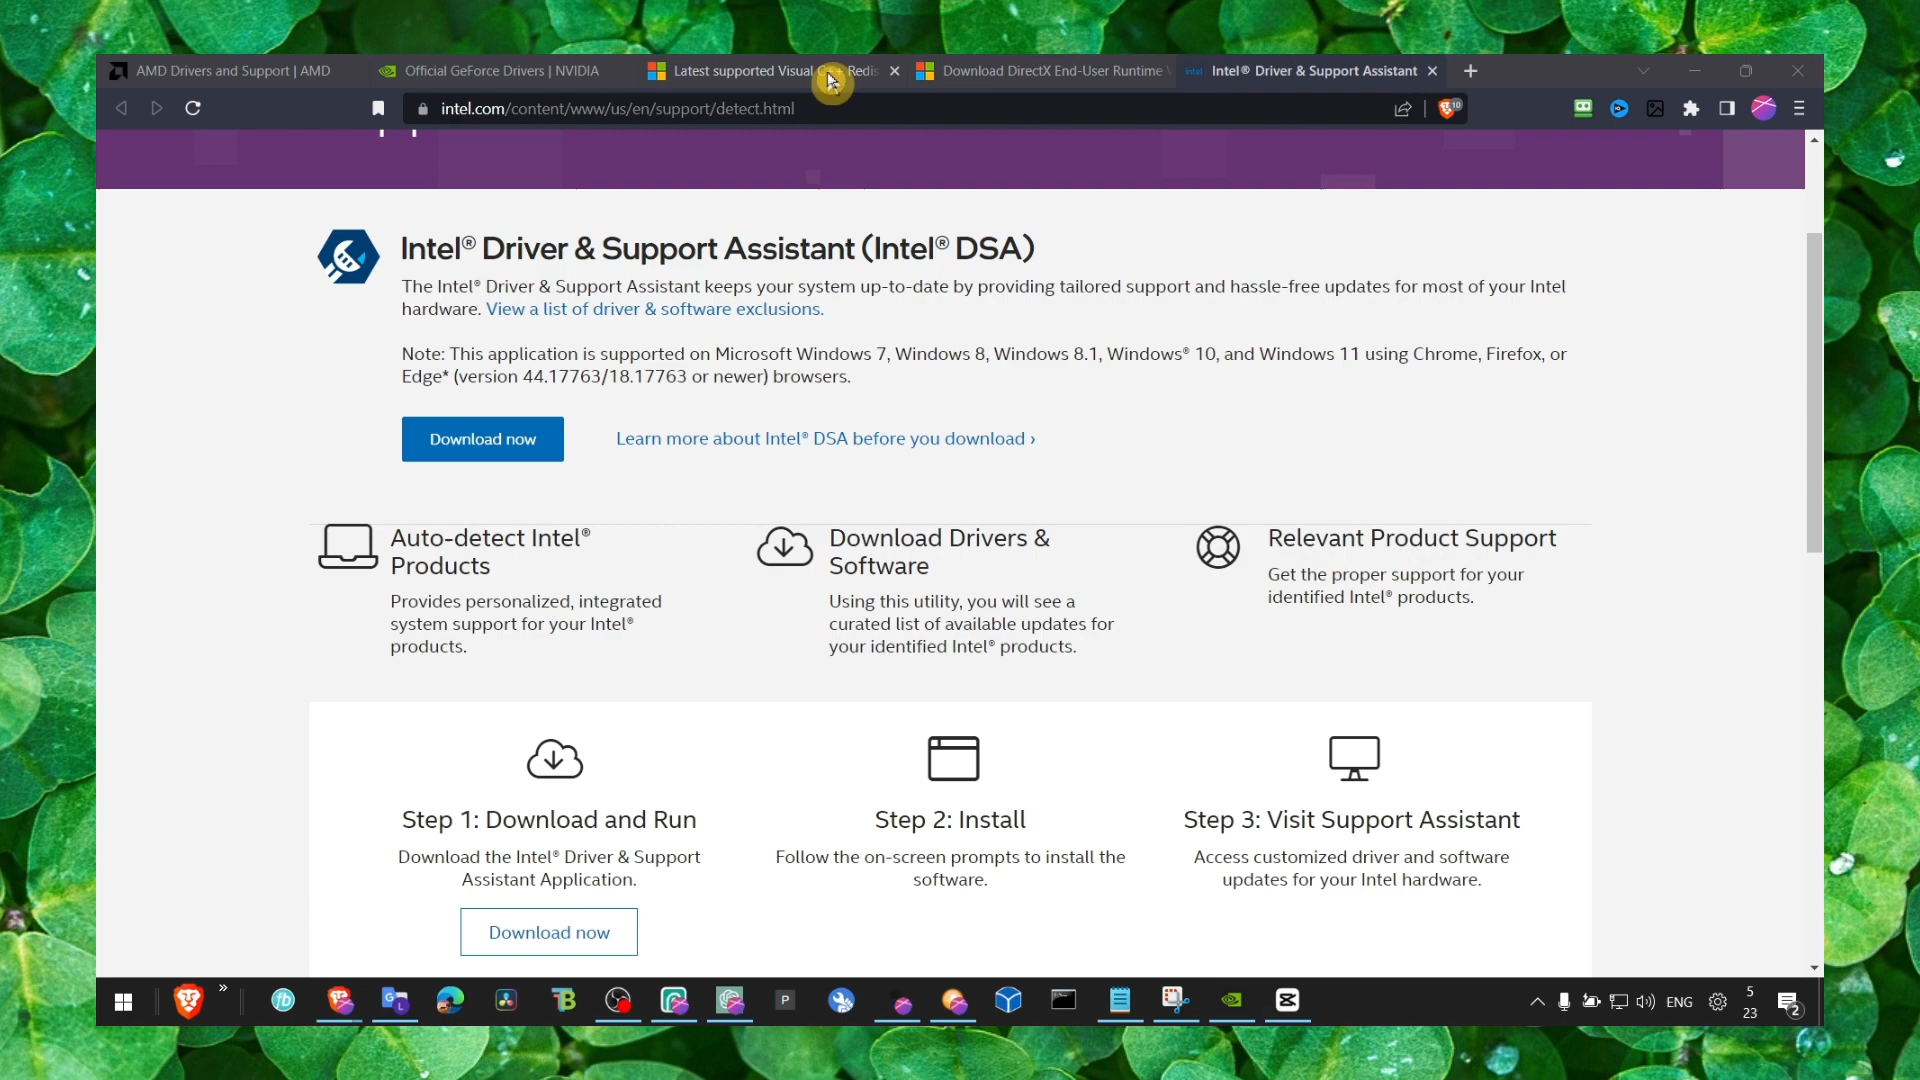 AMD Drivers and Support | AMD
Official GeForce Drivers | NVIDIA
Latest supported Visual C++ Redis
Download DirectX End-User Runtime
intel
Intel® Driver & Support Assistant
intel.com/content/www/us/en/support/detect.html
10
Intel® Driver & Support Assistant (Intel® DSA)
The Intel® Driver & Support Assistant keeps your system up-to-date by providing tailored support and hassle-free updates for most of your Intel
hardware. View a list of driver & software exclusions.
Note: This application is supported on Microsoft Windows 7, Windows 8, Windows 8.1, Windows® 10, and Windows 11 using Chrome, Firefox, or
Edge* (version 44.17763/18.17763 or newer) browsers.
Download now
Learn more about Intel® DSA before you download ›
Auto-detect Intel®
Products
Provides personalized, integrated
system support for your Intel®
products.
Download Drivers &
Software
Using this utility, you will see a
curated list of available updates for
your identified Intel® products.
Relevant Product Support
Get the proper support for your
identified Intel® products.
Step 1: Download and Run
Download the Intel® Driver & Support
Assistant Application.
Download now
Step 2: Install
Follow the on-screen prompts to install the
software.
Step 3: Visit Support Assistant
Access customized driver and software
updates for your Intel hardware.
fb
G
L
TB
P
ENG
5
23
2